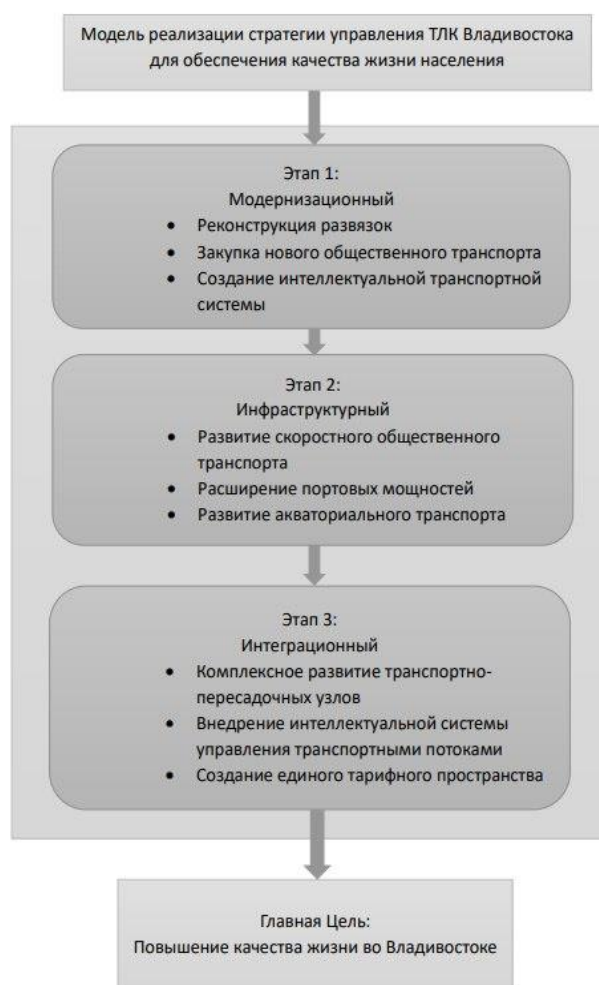 Модель реализации стратегии управления ТЛК Владивостока
для обеспечения качества жизни населения
Этап 1:
Модернизационный
• Реконструкция развязок
• Закупка нового общественного транспорта
• Создание интеллектуальной транспортной
системы
Этап 2:
Инфраструктурный
• Развитие скоростного общественного
транспорта
• Расширение портовых мощностей
• Развитие акваториального транспорта
Этап 3:
Интеграционный
• Комплексное развитие транспортно-
пересадочных узлов
• Внедрение интеллектуальной системы
управления транспортными потоками
• Создание единого тарифного пространства
Главная Цель:
Повышение качества жизни во Владивостоке